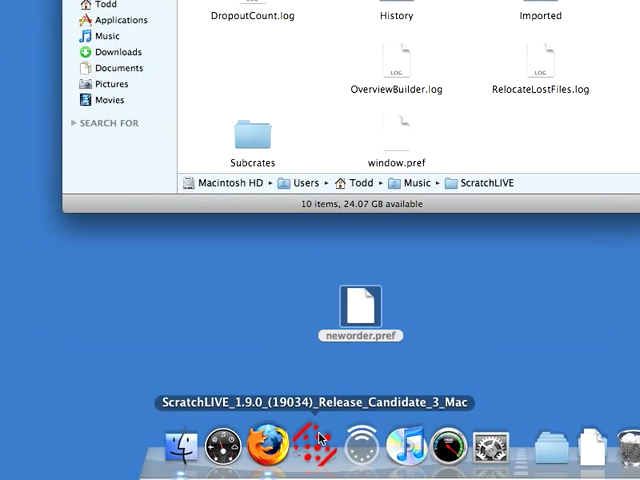 Todd
Applications
Music
Downloads
Documents
Pictures
Movies
SEARCH FOR
DropoutCount.log
History
Imported
LOG
LOG
OverviewBuilder.log
RelocateLostFiles.log
Subcrates
window.pref
Macintosh HD ▸ Users ▸ Todd ▸ Music ▸ ScratchLIVE
10 items, 24.07 GB available
neworder.pref
ScratchLIVE_1.9.0_(19034)_Release_Candidate_3_Mac